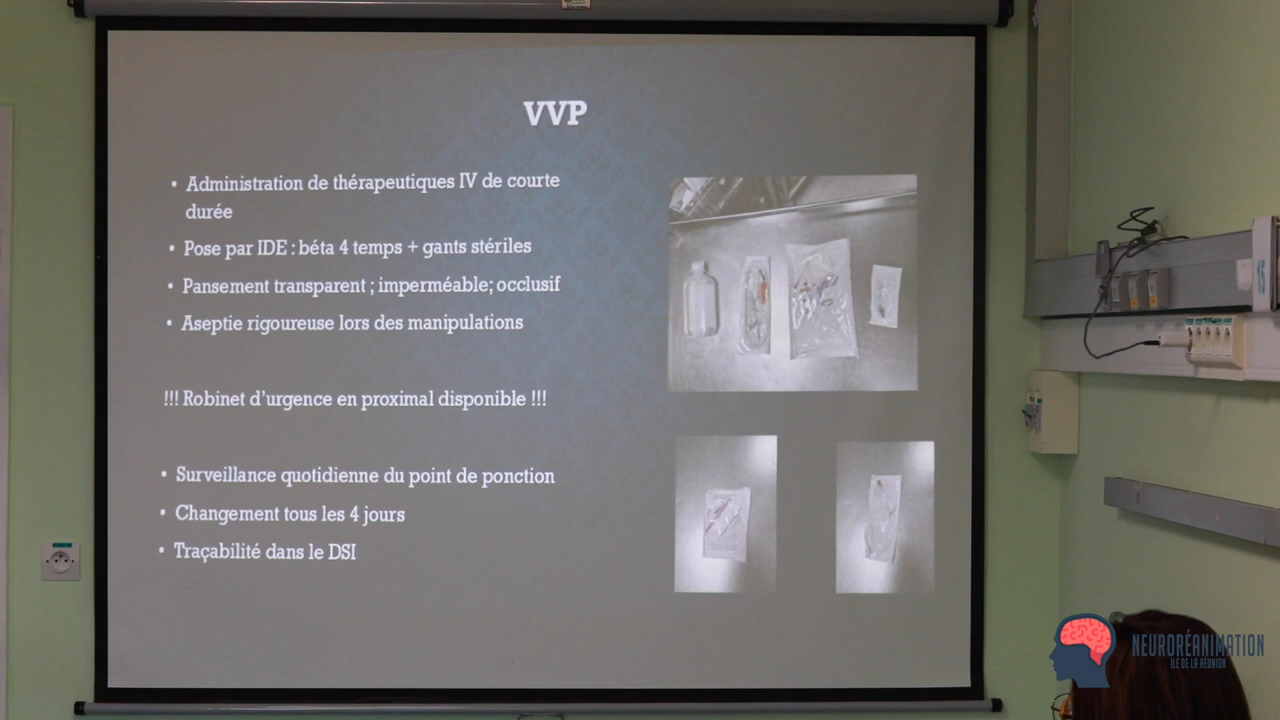 VVP
• Administration de thérapeutiques IV de courte
durée
• Pose par IDE : béta 4 temps + gants stériles
• Pansement transparent ; imperméable; occlusif
• Aseptie rigoureuse lors des manipulations
!!! Robinet d'urgence en proximal disponible !!!
• Surveillance quotidienne du point de ponction
• Changement tous les 4 jours
• Traçabilité dans le DSI
15
NEURORÉANIMATION
ILE DE LA RÉUNION